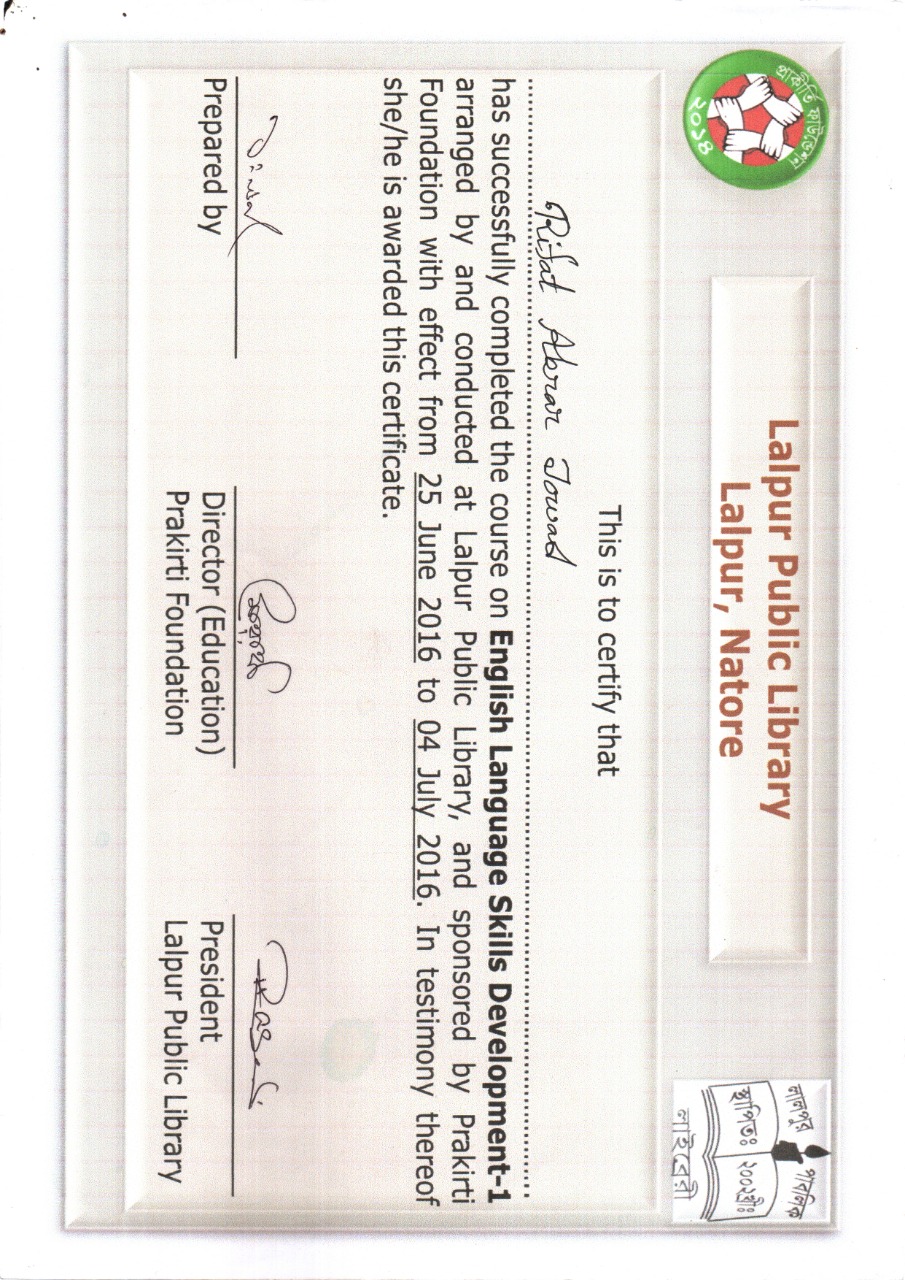 প্রাকীর্তি ফাউন্ডেশন
২০১৪
Lalpur Public Library
Lalpur, Natore
লালপুর পাবলিক
স্থাপিতঃ ২০০২খ্রীঃ
লাইব্রেরী
This is to certify that
Rifat Abrar Jowad
has successfully completed the course on English Language Skills Development-1
arranged by and conducted at Lalpur Public Library, and sponsored by Prakirti
Foundation with effect from 25 June 2016 to 04 July 2016. In testimony thereof
she/he is awarded this certificate.
Prepared by
Director (Education)
Prakirti Foundation
President
Lalpur Public Library